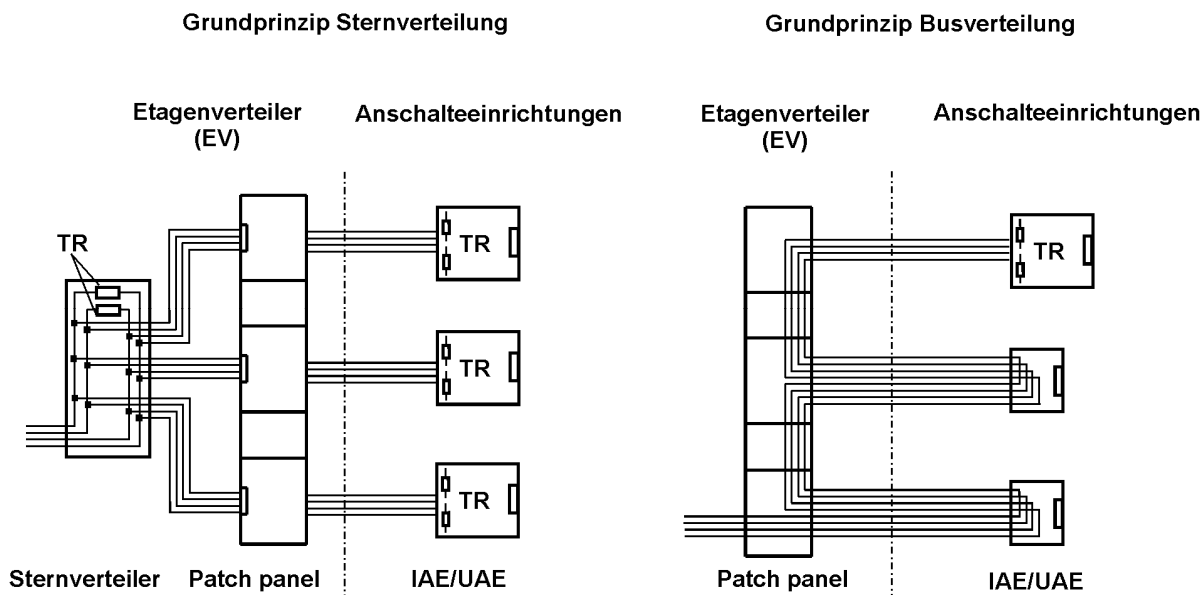 Grundprinzip Sternverteilung
Etagenverteiler
(EV)
Anschalteeinrichtungen
TR
TR
TR
TR
Sternverteiler
Patch panel
IAE/UAE
Grundprinzip Busverteilung
Etagenverteiler
(EV)
Anschalteeinrichtungen
TR
Patch panel
IAE/UAE